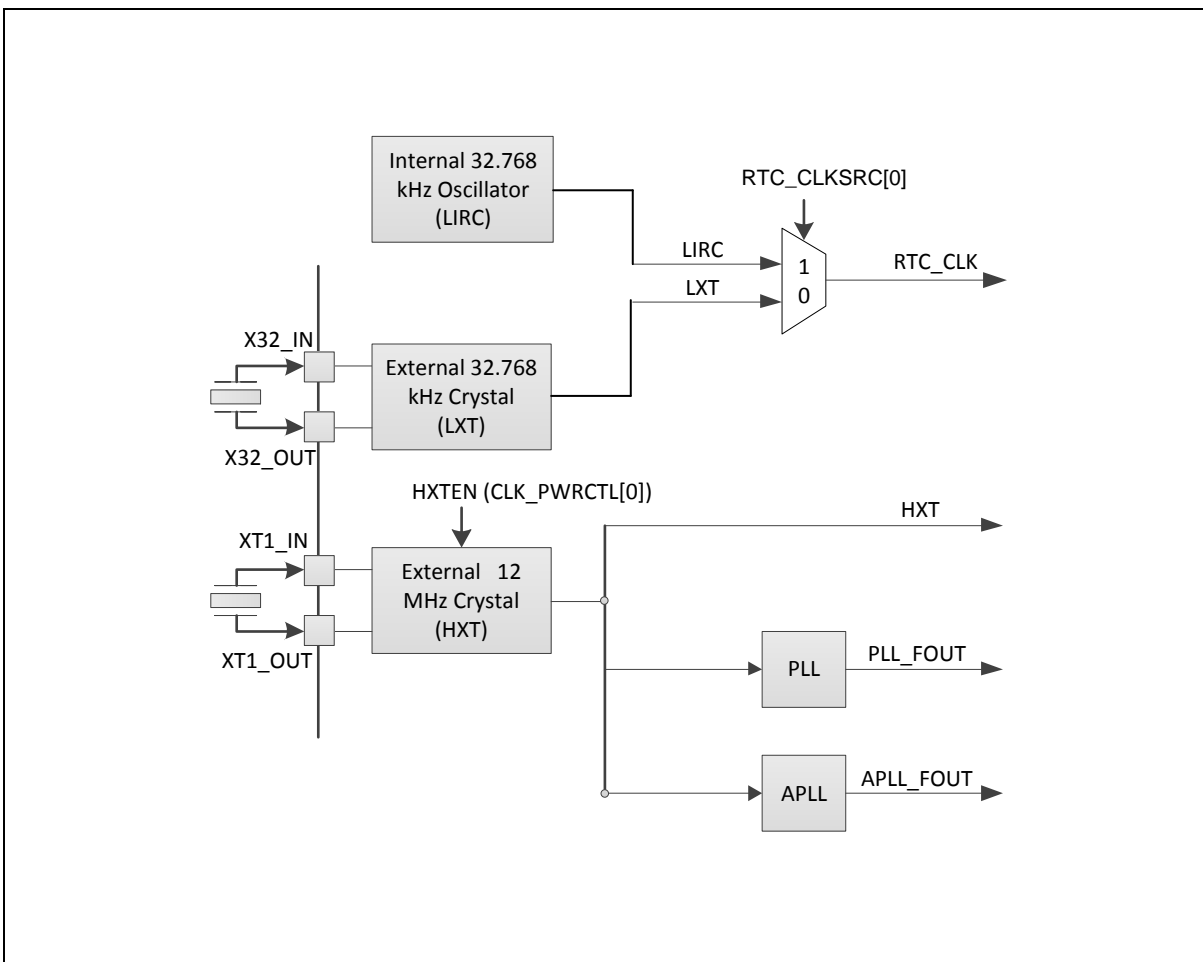 Internal 32.768
kHz Oscillator
(LIRC)
RTC_CLKSRC[0]
LIRC
1
RTC_CLK
LXT
0
X32_IN
External 32.768
kHz Crystal
(LXT)
X32_OUT
HXTEN (CLK_PWRCTL[0])
HXT
XT1_IN
External 12
MHz Crystal
(HXT)
XT1_OUT
PLL
PLL_FOUT
APLL
APLL_FOUT